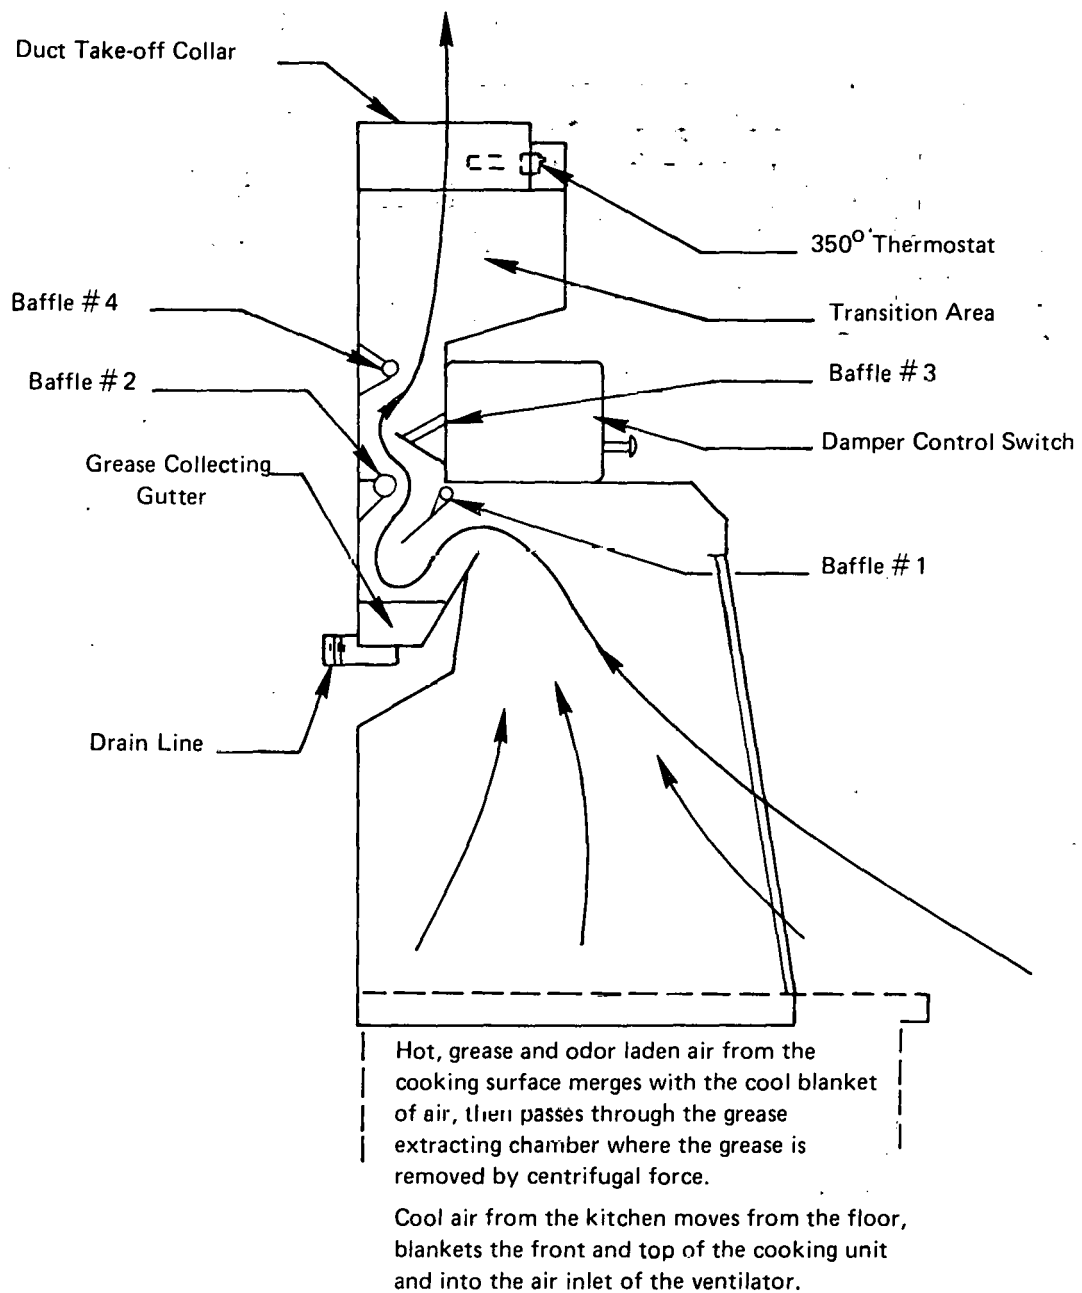 Duct Take-off Collar
350° Thermostat
Baffle #4
Transition Area
Baffle #2
Baffle #3
Damper Control Switch
Grease Collecting
Gutter
Baffle #1
Drain Line
Hot, grease and odor laden air from the
cooking surface merges with the cool blanket
of air, then passes through the grease
extracting chamber where the grease is
removed by centrifugal force.
Cool air from the kitchen moves from the floor,
blankets the front and top of the cooking unit
and into the air inlet of the ventilator.